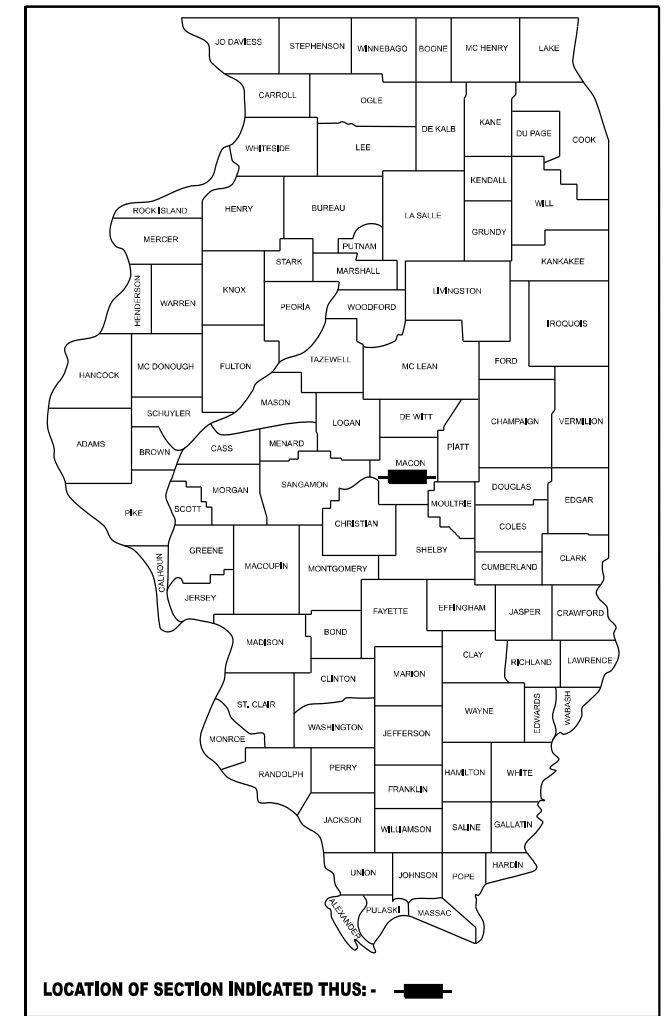 JO DAVIESS STEPHENSON WINNEBAGO BOONE MC HENRY LAKE
CARROLL OGLE DE KALB KANE DU PAGE COOK
WHITESIDE LEE
KENDALL WILL
ROCK ISLAND HENRY BUREAU LA SALLE
MERCER PUTNAM GRUNDY
STARK MARSHALL KANKAKEE
HENDERSON WARREN KNOX PEORIA WOODFORD LIVINGSTON
IROQUOIS
HANCOCK MC DONOUGH FULTON TAZEWELL MC LEAN FORD
MASON
SCHUYLER LOGAN DE WITT CHAMPAIGN VERMILION
ADAMS BROWN CASS MENARD PIATT
MACON
MORGAN SANGAMON DOUGLAS
PIKE SCOTT MOULTRIE EDGAR
CHRISTIAN COLES
GREENE SHELBY
CALHOUN MACOUPIN MONTGOMERY CUMBERLAND CLARK
JERSEY
FAYETTE EFFINGHAM JASPER CRAWFORD
BOND
MADISON CLAY RICHLAND LAWRENCE
CLINTON MARION
ST. CLAIR WAYNE EDWARDS WABASH
MONROE WASHINGTON JEFFERSON
RANDOLPH PERRY HAMILTON WHITE
FRANKLIN
JACKSON WILLIAMSON SALINE GALLATIN
UNION JOHNSON POPE HARDIN
ALEXANDER PULASKI MASSAC
LOCATION OF SECTION INDICATED THUS: -